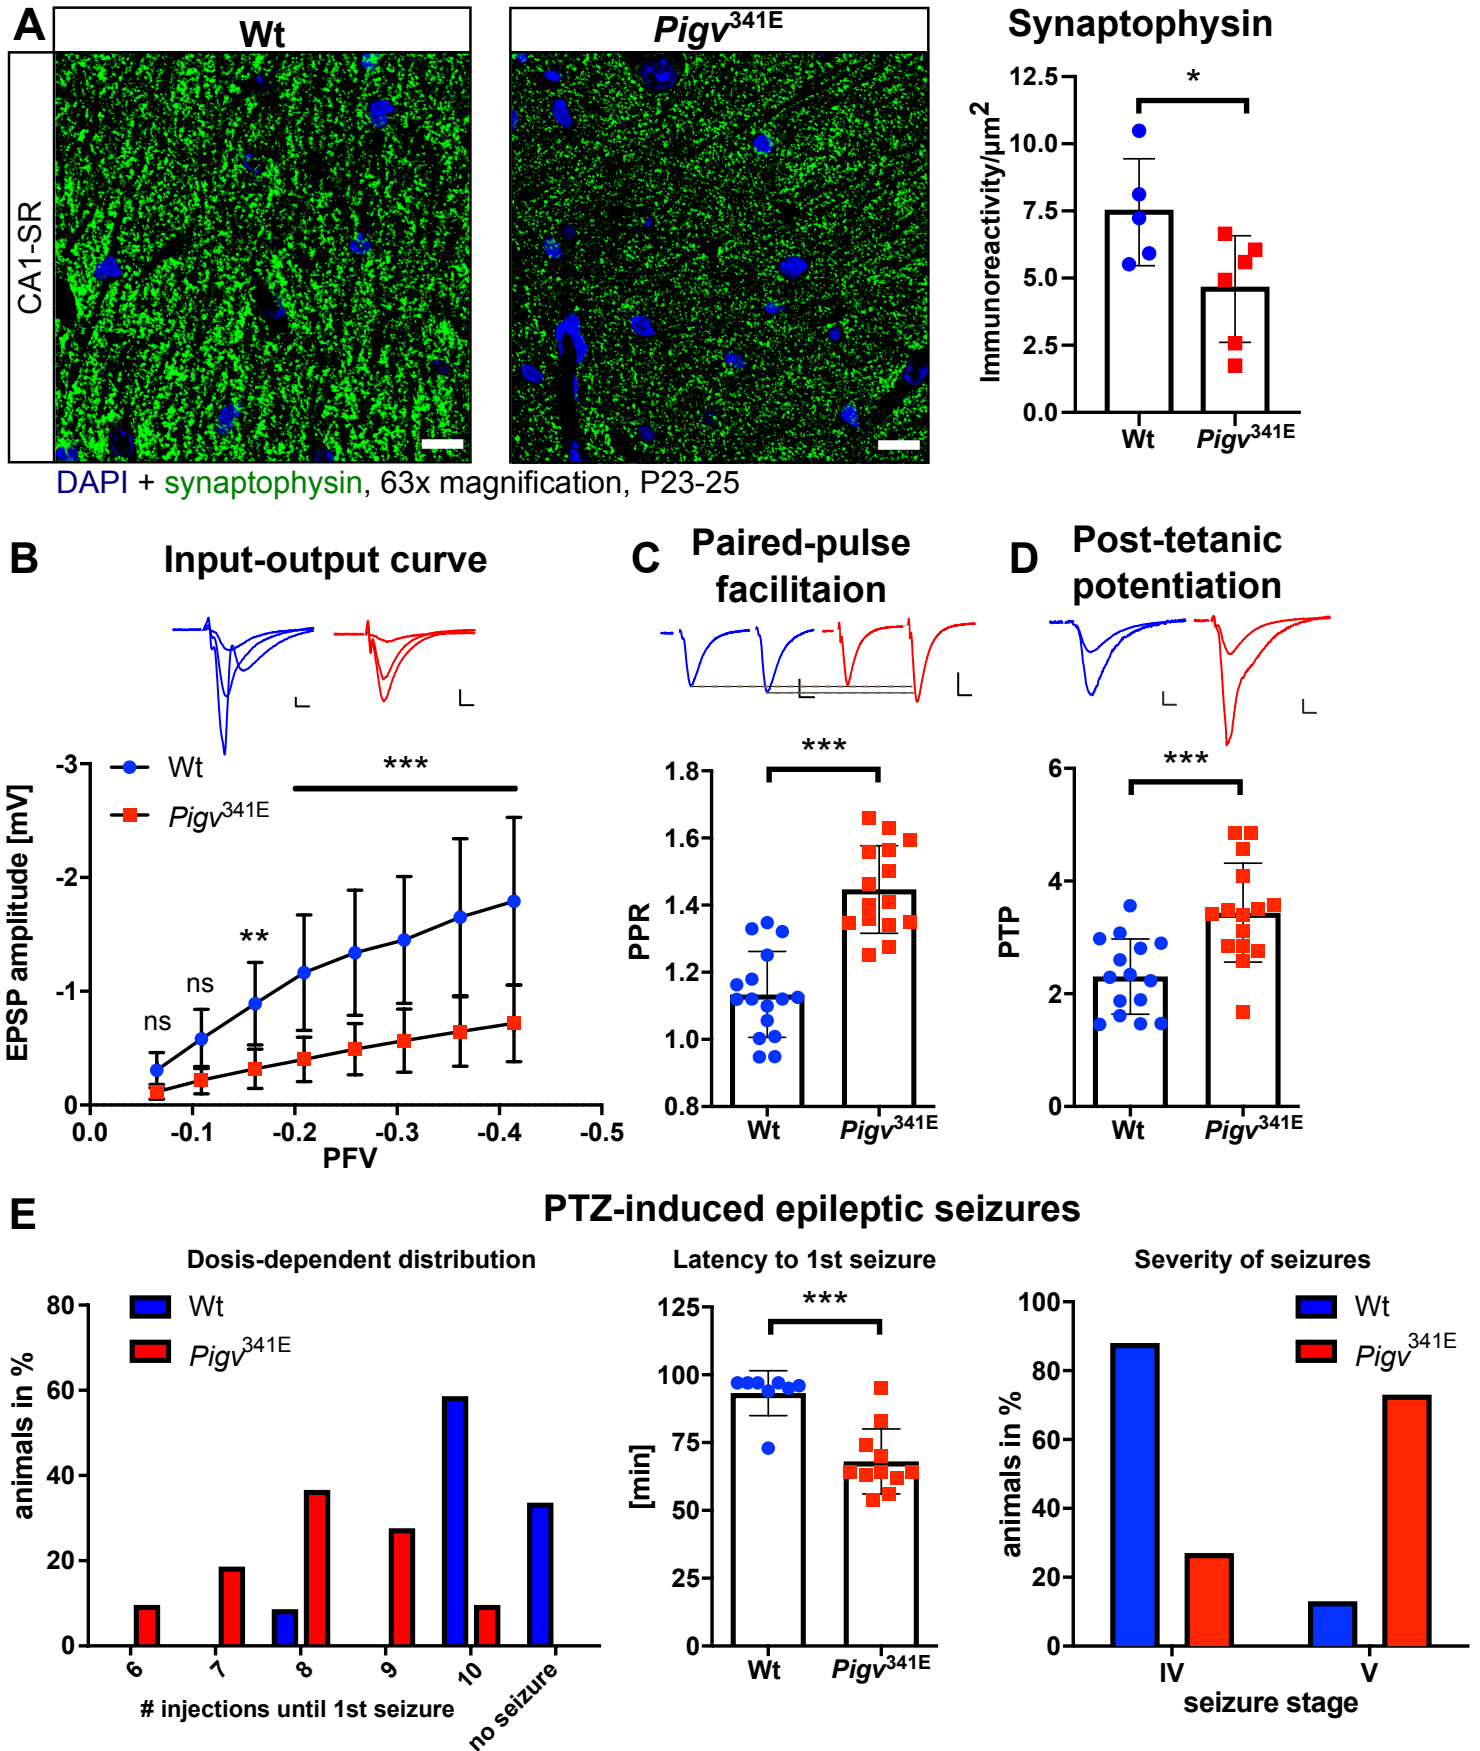 A
Wt
Pigv341E
CA1-SR
DAPI + synaptophysin, 63x magnification, P23-25
Synaptophysin
Immunoreactivity/µm2
12.5
10.0
7.5
5.0
2.5
0.0
*
Wt
Pigv341E
B
Input-output curve
Wt
Pigv341E
EPSP amplitude [mV]
-3
-2
-1
0
ns
ns
**
***
0.0
-0.1
-0.2
-0.3
-0.4
-0.5
PFV
C
Paired-pulse
facilitaion
PPR
1.8
1.6
1.4
1.2
1.0
0.8
***
Wt
Pigv341E
D
Post-tetanic
potentiation
PTP
6
4
2
0
***
Wt
Pigv341E
E
PTZ-induced epileptic seizures
Dosis-dependent distribution
Wt
Pigv341E
animals in %
80
60
40
20
0
6
7
8
9
10
no seizure
# injections until 1st seizure
Latency to 1st seizure
[min]
125
100
75
50
25
0
***
Wt
Pigv341E
Severity of seizures
Wt
Pigv341E
animals in %
100
80
60
40
20
0
IV
V
seizure stage